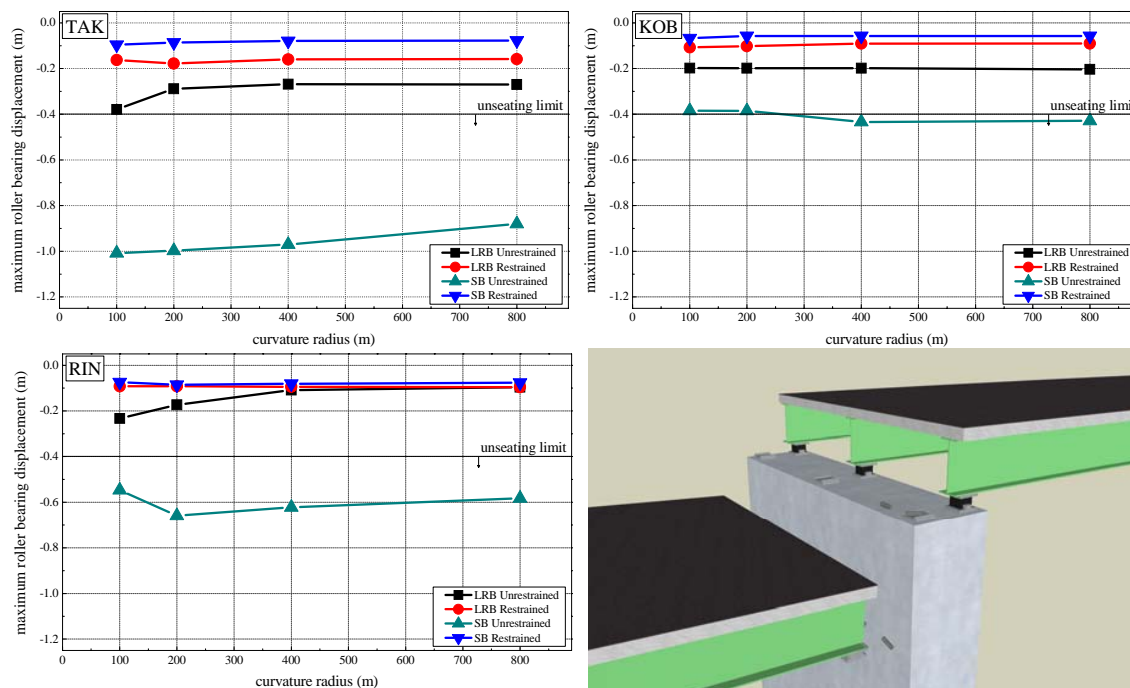 TAK
maximum roller bearing displacement (m)
0.0
-0.2
-0.4
-0.6
-0.8
-1.0
-1.2
unseating limit
LRB Unrestrained
LRB Restrained
SB Unrestrained
SB Restrained
0 100 200 300 400 500 600 700 800
curvature radius (m)
KOB
maximum roller bearing displacement (m)
0.0
-0.2
-0.4
-0.6
-0.8
-1.0
-1.2
unseating limit
LRB Unrestrained
LRB Restrained
SB Unrestrained
SB Restrained
0 100 200 300 400 500 600 700 800
curvature radius (m)
RIN
maximum roller bearing displacement (m)
0.0
-0.2
-0.4
-0.6
-0.8
-1.0
-1.2
unseating limit
LRB Unrestrained
LRB Restrained
SB Unrestrained
SB Restrained
0 100 200 300 400 500 600 700 800
curvature radius (m)